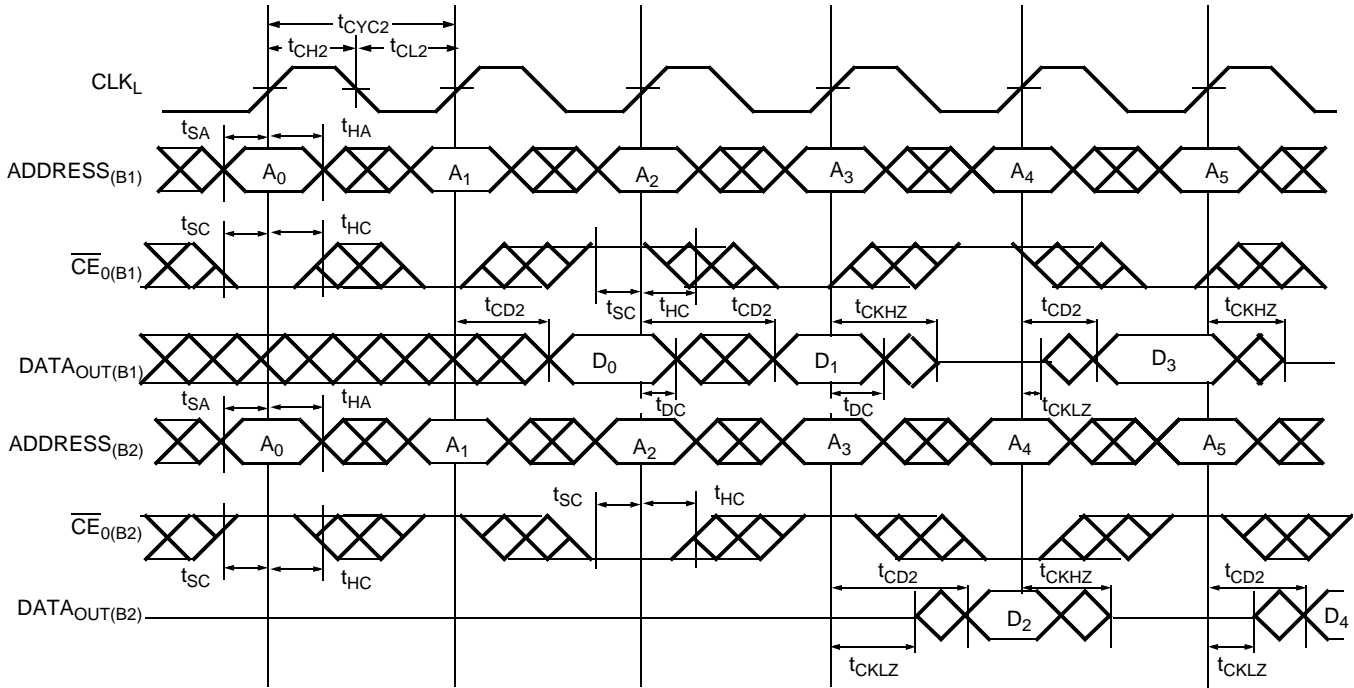 tCYC2
tCH2 tCL2
CLKL
tSA tHA
ADDRESS(B1) A0 A1 A2 A3 A4 A5
tSC tHC
CE0(B1)
tCD2 tSC tHC tCD2 tCKHZ tCD2 tCKHZ
DATAOUT(B1) D0 D1 D3
tSA tHA tDC tDC tCKLZ
ADDRESS(B2) A0 A1 A2 A3 A4 A5
tSC tHC
CE0(B2)
tSC tHC tCD2 tCKHZ tCD2
DATAOUT(B2) D2 D4
tCKLZ tCKLZ